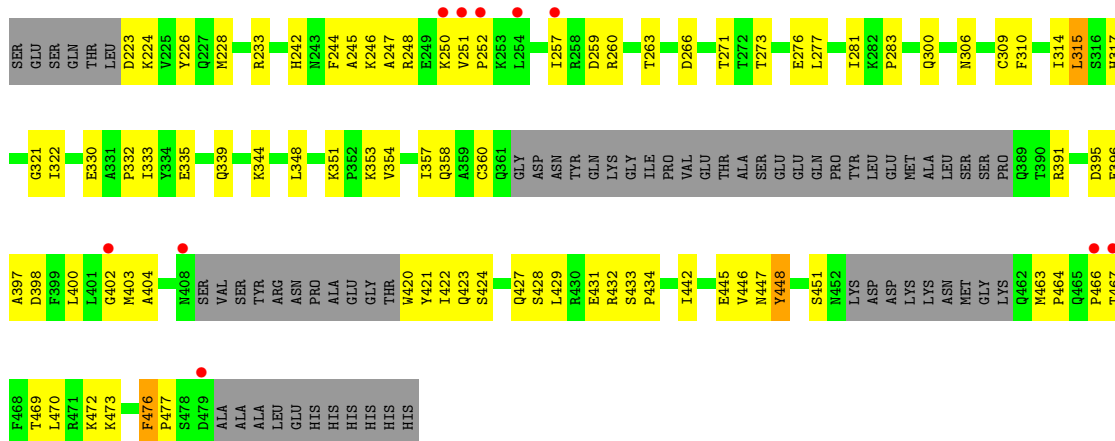 SER GLU SER GLN THR LEU D223 K224 V225 Y226 Q227 M228 R233 H242 N243 F244 A245 K246 A247 R248 E249 K250 V251 P252 K253 L254 I257 R258 D259 R260 T263 D266 T271 T272 T273 E276 L277 I281 K282 P283 Q300 N306 C309 F310 I314 L315 S316 H317
G321 I322 E330 A331 P332 I333 Y334 E335 Q339 K344 L348 K351 P352 K353 V354 I357 Q358 A359 C360 Q361 GLY ASP ASN TYR GLN LYS GLY ILE PRO VAL GLU THR ALA SER GLU GLU GLN PRO TYR LEU GLU MET ALA LEU SER SER PRO Q389 T390 R391 D395 E396
A397 D398 F399 L400 L401 G402 M403 A404 N408 SER VAL SER TYR ARG ASN PRO ALA GLU GLY THR W420 Y421 I422 Q423 S424 Q427 S428 L429 R430 E431 R432 S433 P434 I442 E445 V446 N447 Y448 S451 N452 LYS ASP ASP LYS LYS ASN MET GLY LYS Q462 M463 P464 Q465 P466 T467
F468 T469 L470 R471 K472 K473 F476 P477 S478 D479 ALA ALA ALA LEU GLU HIS HIS HIS HIS HIS HIS